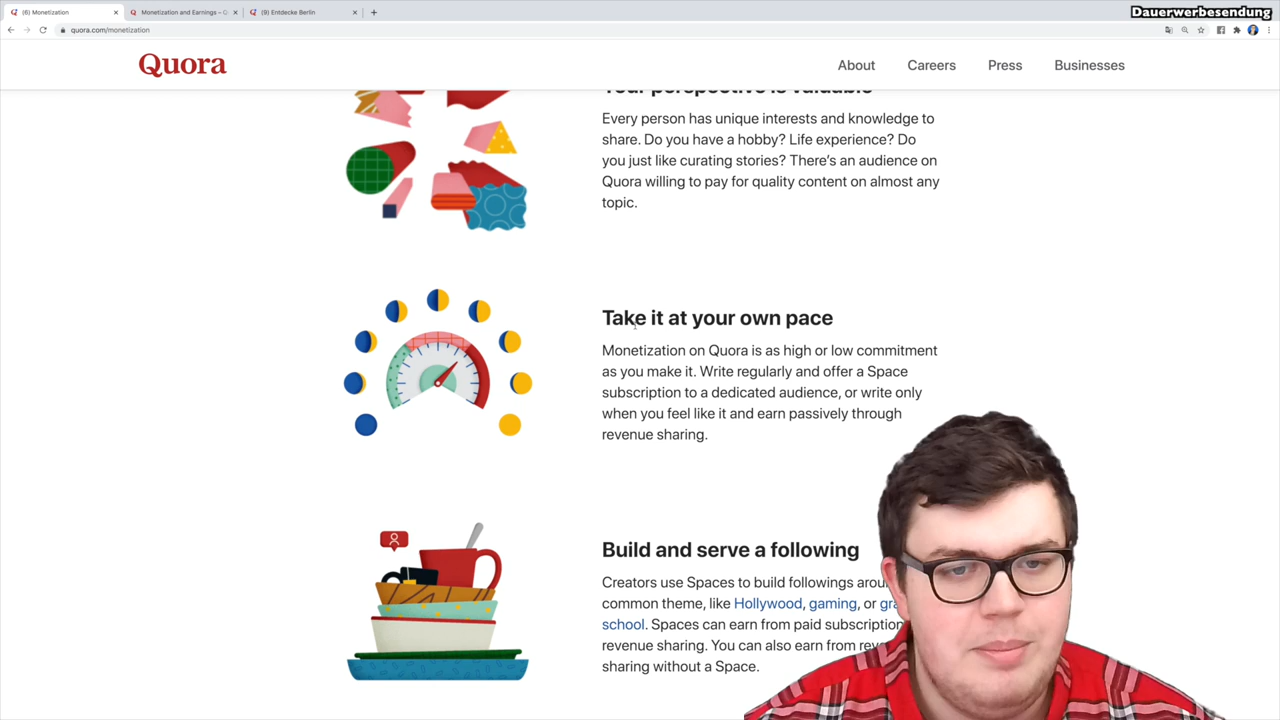 (6) Monetization
Monetization and Earnings – Q
(9) Entdecke Berlin
Dauerwerbesendung
quora.com/monetization
Quora
About
Careers
Press
Businesses
Your perspective is valuable
Every person has unique interests and knowledge to
share. Do you have a hobby? Life experience? Do
you just like curating stories? There's an audience on
Quora willing to pay for quality content on almost any
topic.
Take it at your own pace
Monetization on Quora is as high or low commitment
as you make it. Write regularly and offer a Space
subscription to a dedicated audience, or write only
when you feel like it and earn passively through
revenue sharing.
Build and serve a following
Creators use Spaces to build followings arou
common theme, like Hollywood, gaming, or gra
school. Spaces can earn from paid subscription
revenue sharing. You can also earn from reve
sharing without a Space.